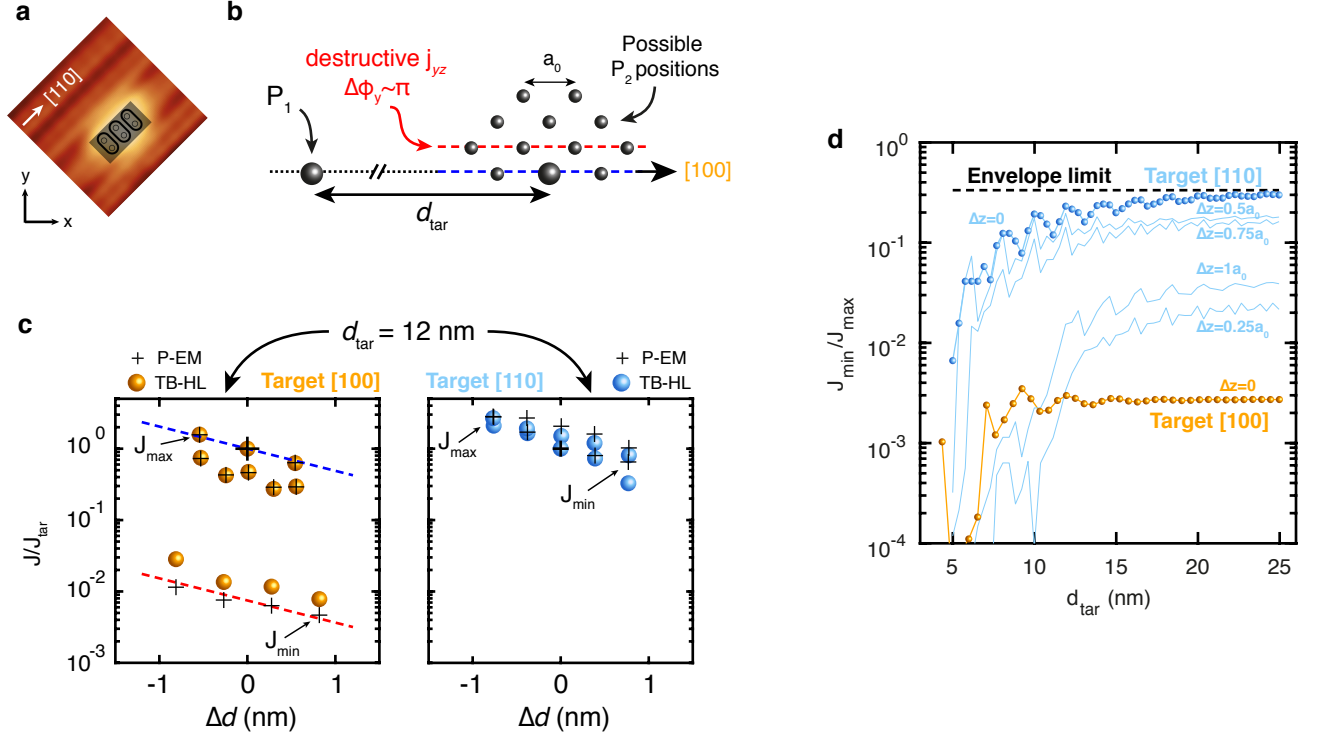 a
[110]
y
x
b
destructive j_yz
Δϕ_y~π
P_1
a_0
Possible
P_2 positions
[100]
d_tar
c
d_tar = 12 nm
+ P-EM
TB-HL
Target [100]
Target [110]
+ P-EM
TB-HL
J/J_tar
10^0
10^-1
10^-2
10^-3
J_max
J_min
J_max
J_min
-1 0 1
-1 0 1
Δd (nm)
Δd (nm)
d
J_min/J_max
10^0
10^-1
10^-2
10^-3
10^-4
Envelope limit
Target [110]
Δz=0
Δz=0.5a_0
Δz=0.75a_0
Δz=1a_0
Δz=0.25a_0
Δz=0
Target [100]
5 10 15 20 25
d_tar (nm)